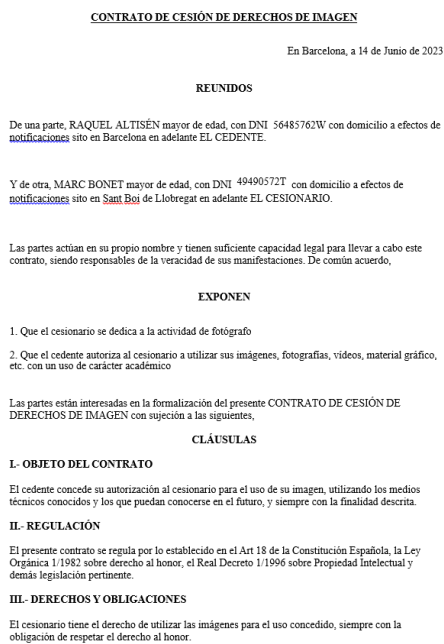 CONTRATO DE CESIÓN DE DERECHOS DE IMAGEN
En Barcelona, a 14 de Junio de 2023
REUNIDOS
De una parte, RAQUEL ALTISÉN mayor de edad, con DNI 56485762W con domicilio a efectos de
notificaciones sito en Barcelona en adelante EL CEDENTE.
Y de otra, MARC BONET mayor de edad, con DNI 49490572T con domicilio a efectos de
notificaciones sito en Sant Boi de Llobregat en adelante EL CESIONARIO.
Las partes actúan en su propio nombre y tienen suficiente capacidad legal para llevar a cabo este
contrato, siendo responsables de la veracidad de sus manifestaciones. De común acuerdo,
EXPONEN
1. Que el cesionario se dedica a la actividad de fotógrafo
2. Que el cedente autoriza al cesionario a utilizar sus imágenes, fotografías, vídeos, material gráfico,
etc. con un uso de carácter académico
Las partes están interesadas en la formalización del presente CONTRATO DE CESIÓN DE
DERECHOS DE IMAGEN con sujeción a las siguientes,
CLÁUSULAS
I.- OBJETO DEL CONTRATO
El cedente concede su autorización al cesionario para el uso de su imagen, utilizando los medios
técnicos conocidos y los que puedan conocerse en el futuro, y siempre con la finalidad descrita.
II.- REGULACIÓN
El presente contrato se regula por lo establecido en el Art 18 de la Constitución Española, la Ley
Orgánica 1/1982 sobre derecho al honor, el Real Decreto 1/1996 sobre Propiedad Intelectual y
demás legislación pertinente.
III.- DERECHOS Y OBLIGACIONES
El cesionario tiene el derecho de utilizar las imágenes para el uso concedido, siempre con la
obligación de respetar el derecho al honor.